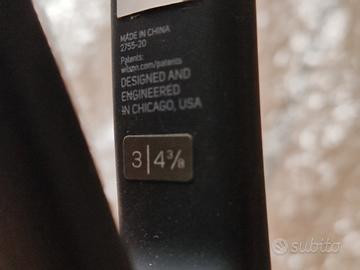 MADE IN CHINA
2755-20
Patents:
wilson.com/patents
DESIGNED AND
ENGINEERED
IN CHICAGO, USA
3|4⅜
subito